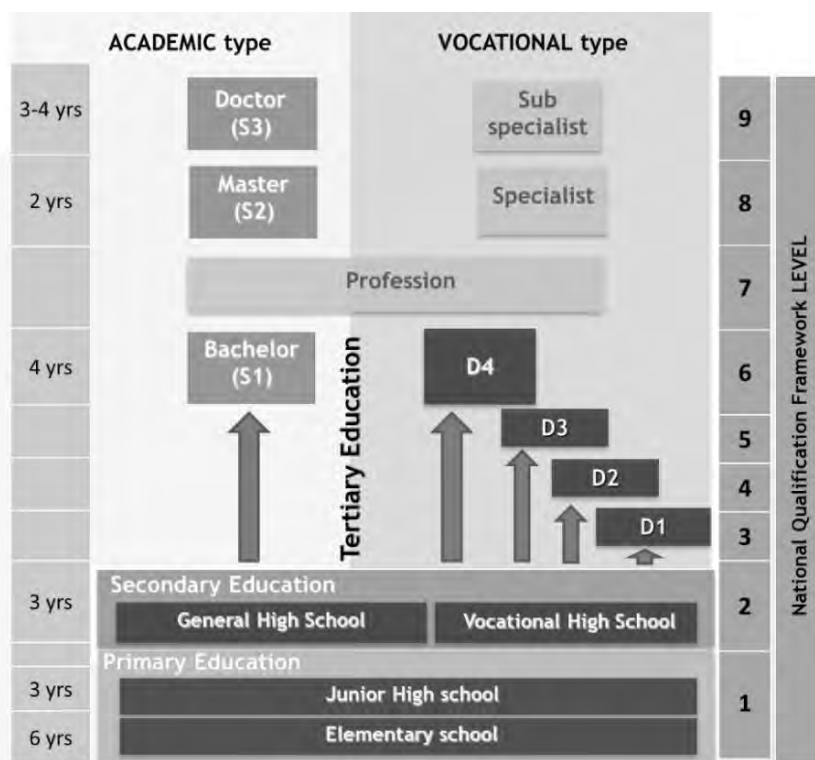 ACADEMIC type
VOCATIONAL type
3-4 yrs
Doctor
(S3)
Sub
specialist
9
2 yrs
Master
(S2)
Specialist
8
Profession
7
4 yrs
Bachelor
(S1)
D4
6
D3
5
D2
4
D1
3
Tertiary Education
National Qualification Framework LEVEL
Secondary Education
3 yrs
General High School
Vocational High School
2
Primary Education
3 yrs
Junior High school
1
6 yrs
Elementary school